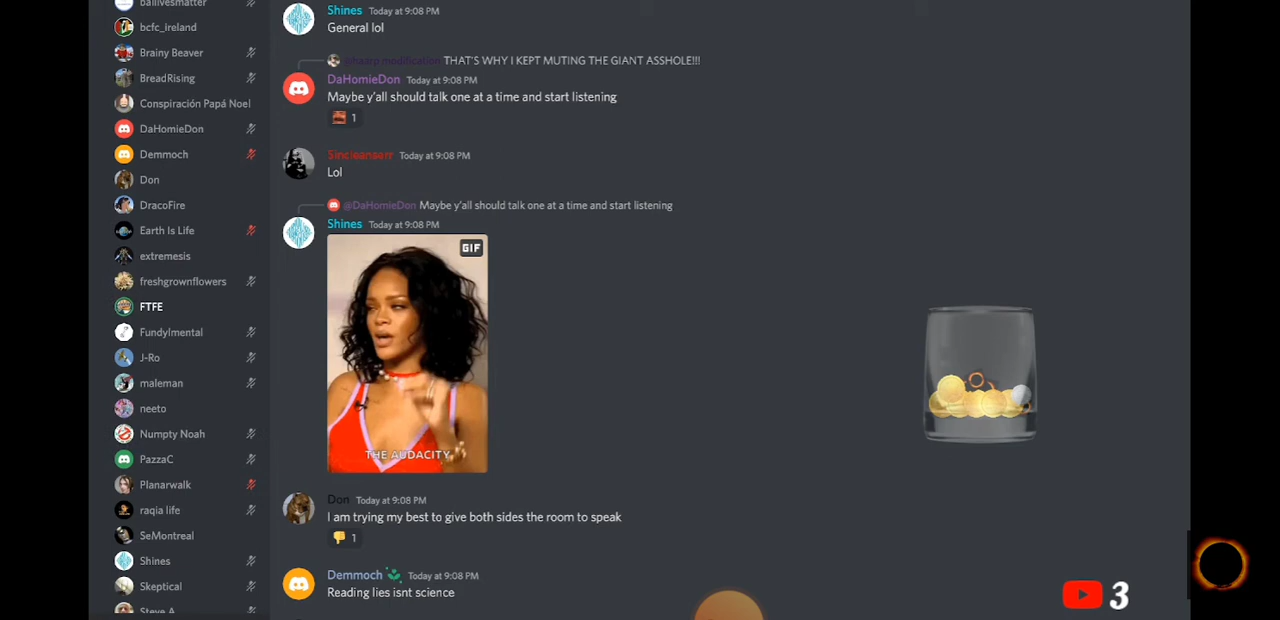 ballivesmatter
bcfc_ireland
Brainy Beaver
BreadRising
Conspiración Papá Noel
DaHomieDon
Demmoch
Don
DracoFire
Earth Is Life
extremesis
freshgrownflowers
FTFE
Fundylmental
J-Ro
maleman
neeto
Numpty Noah
PazzaC
Planarwalk
raqia life
SeMontreal
Shines
Skeptical
Steve A
Shines Today at 9:08 PM
General lol
THAT'S WHY I KEPT MUTING THE GIANT ASSHOLE!!!
DaHomieDon Today at 9:08 PM
Maybe y'all should talk one at a time and start listening
1
Today at 9:08 PM
Lol
@DaHomieDon Maybe y'all should talk one at a time and start listening
Shines Today at 9:08 PM
GIF
THE AUDACITY
Don Today at 9:08 PM
I am trying my best to give both sides the room to speak
1
Demmoch Today at 9:08 PM
Reading lies isnt science
3